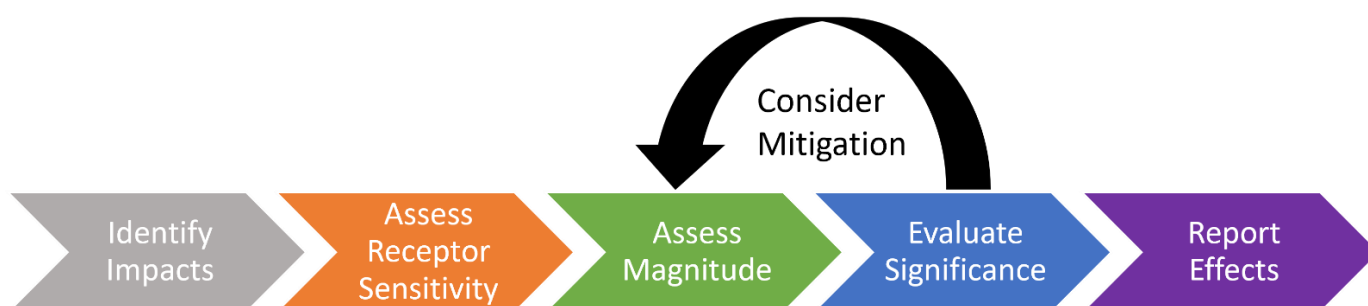 Consider
Mitigation
Identify
Impacts
Assess
Receptor
Sensitivity
Assess
Magnitude
Evaluate
Significance
Report
Effects